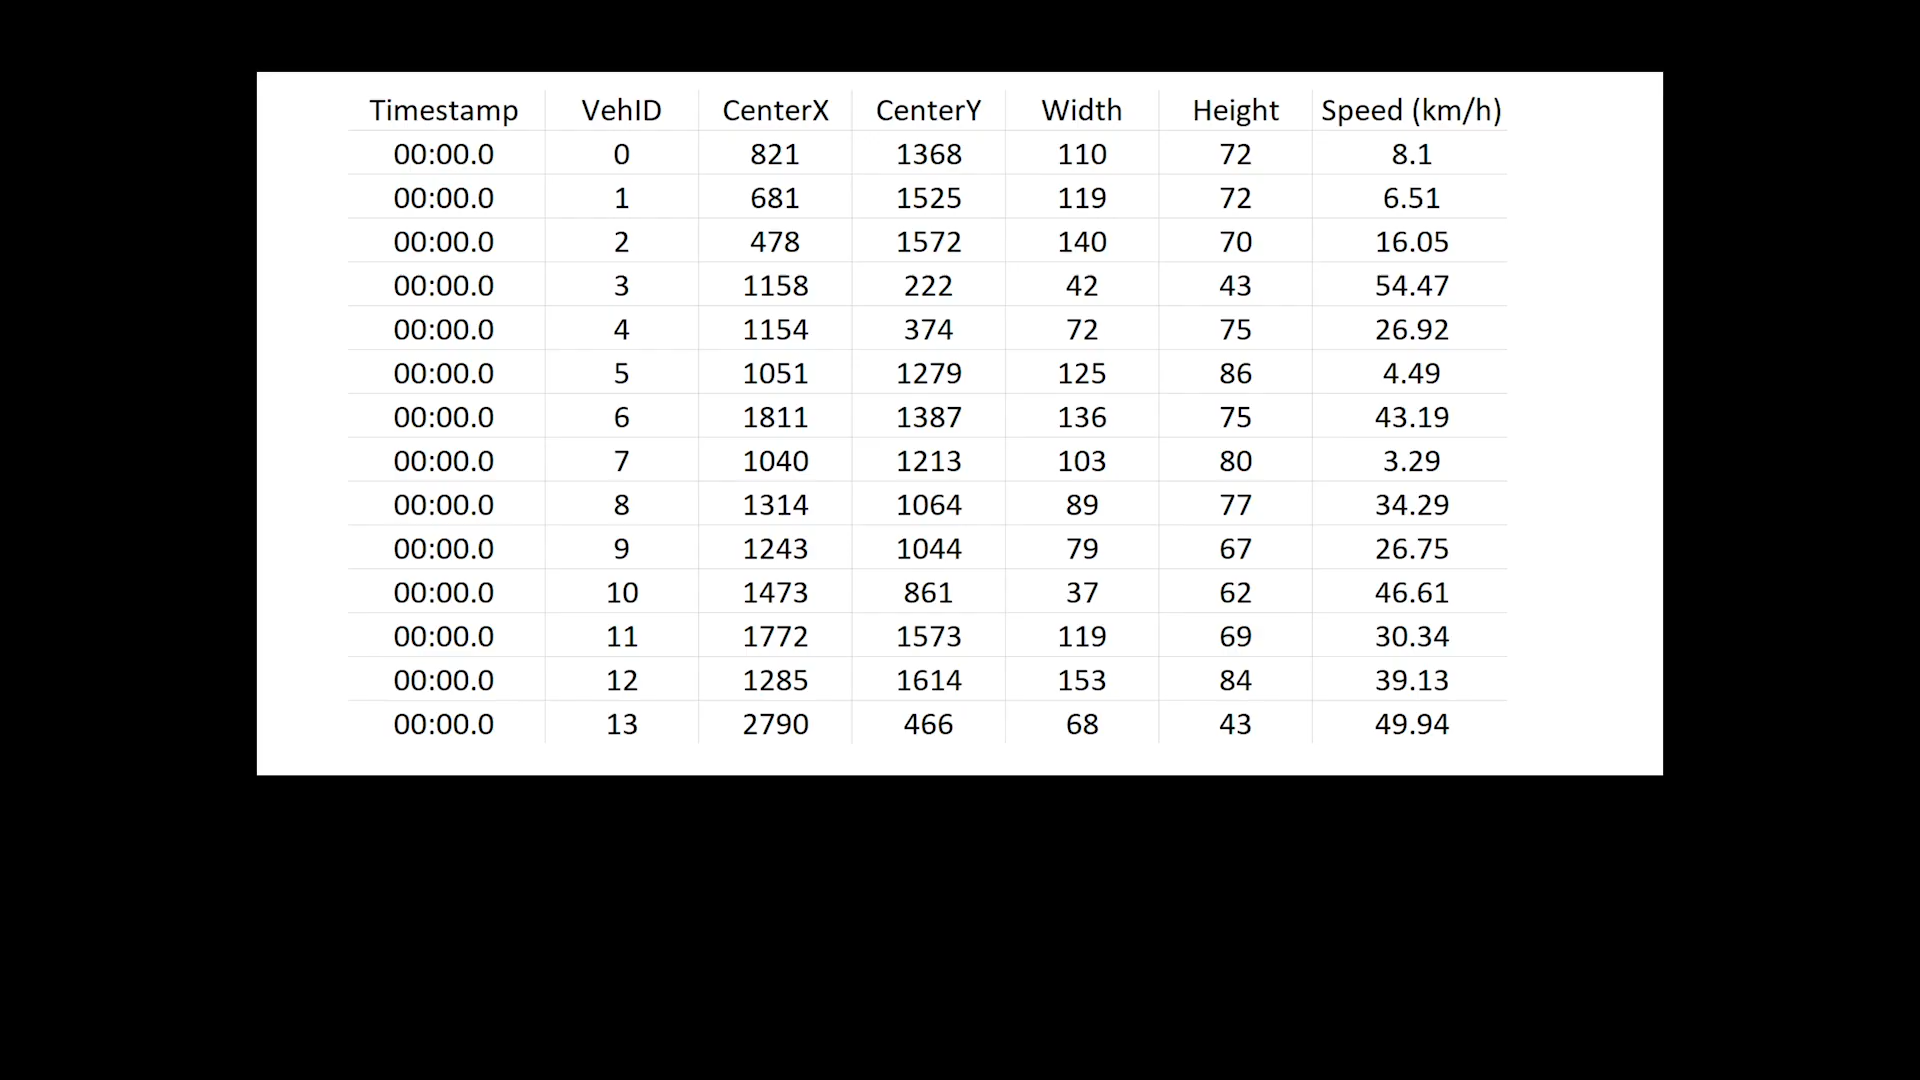 Timestamp VehID CenterX CenterY Width Height Speed (km/h)
00:00.0 0 821 1368 110 72 8.1
00:00.0 1 681 1525 119 72 6.51
00:00.0 2 478 1572 140 70 16.05
00:00.0 3 1158 222 42 43 54.47
00:00.0 4 1154 374 72 75 26.92
00:00.0 5 1051 1279 125 86 4.49
00:00.0 6 1811 1387 136 75 43.19
00:00.0 7 1040 1213 103 80 3.29
00:00.0 8 1314 1064 89 77 34.29
00:00.0 9 1243 1044 79 67 26.75
00:00.0 10 1473 861 37 62 46.61
00:00.0 11 1772 1573 119 69 30.34
00:00.0 12 1285 1614 153 84 39.13
00:00.0 13 2790 466 68 43 49.94